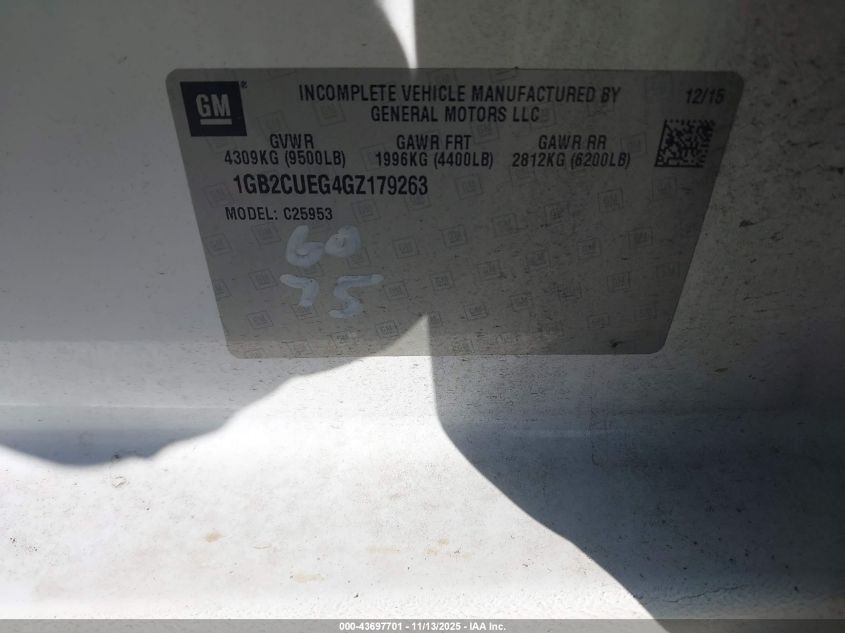 GM® INCOMPLETE VEHICLE MANUFACTURED BY 12/15
GENERAL MOTORS LLC
GVWR GAWR FRT GAWR RR
4309KG (9500LB) 1996KG (4400LB) 2812KG (6200LB)
1GB2CUEG4GZ179263
MODEL: C25953
60
75
000-43697701 - 11/13/2025 - IAA Inc.